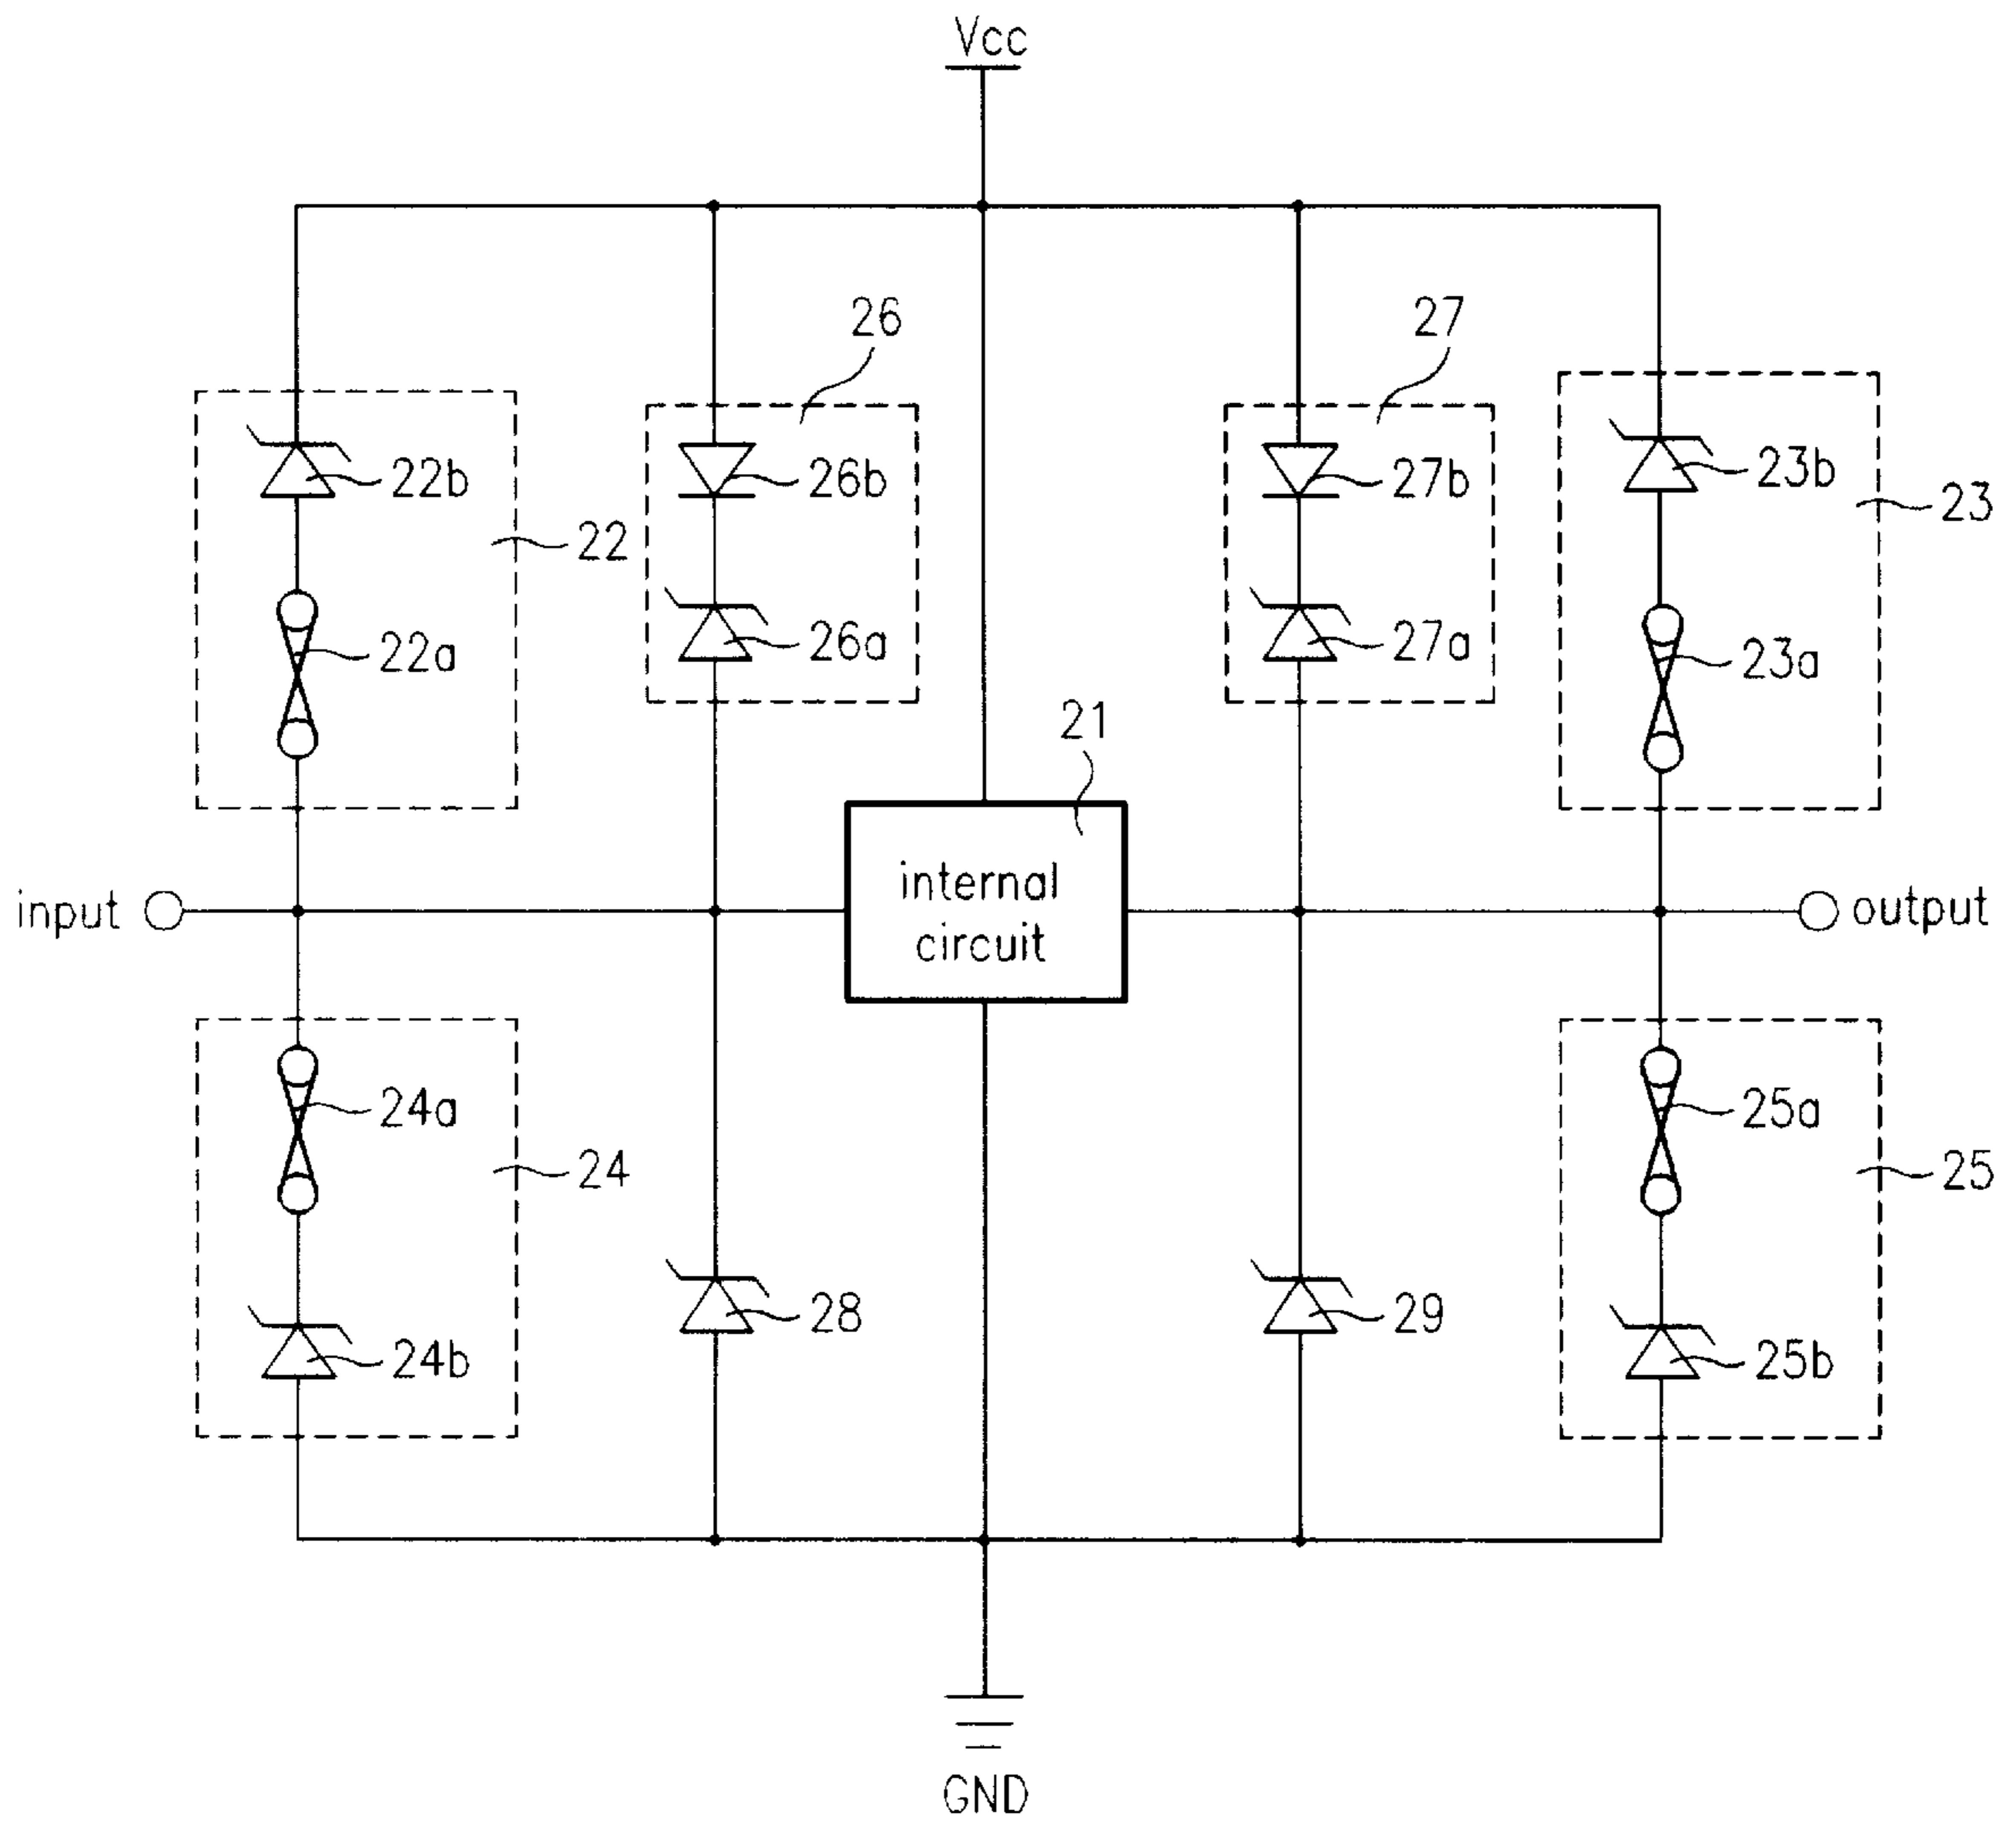 Vcc
26
27
22b
26b
27b
23b
23
22
22a
26a
27a
23a
21
internal
circuit
input
output
24a
25a
24
25
28
29
24b
25b
GND